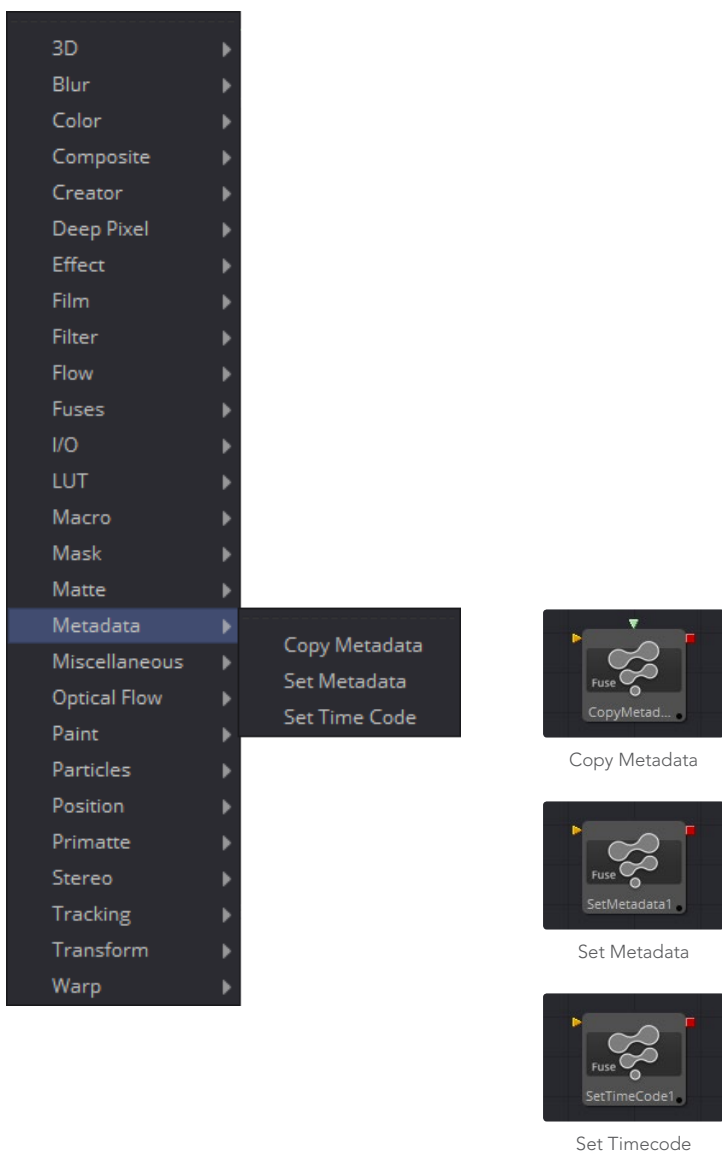 3D
Blur
Color
Composite
Creator
Deep Pixel
Effect
Film
Filter
Flow
Fuses
I/O
LUT
Macro
Mask
Matte
Metadata
Miscellaneous
Optical Flow
Paint
Particles
Position
Primatte
Stereo
Tracking
Transform
Warp
Copy Metadata
Set Metadata
Set Time Code
Fuse
CopyMetad...
Copy Metadata
Fuse
SetMetadata1
Set Metadata
Fuse
SetTimeCode1
Set Timecode